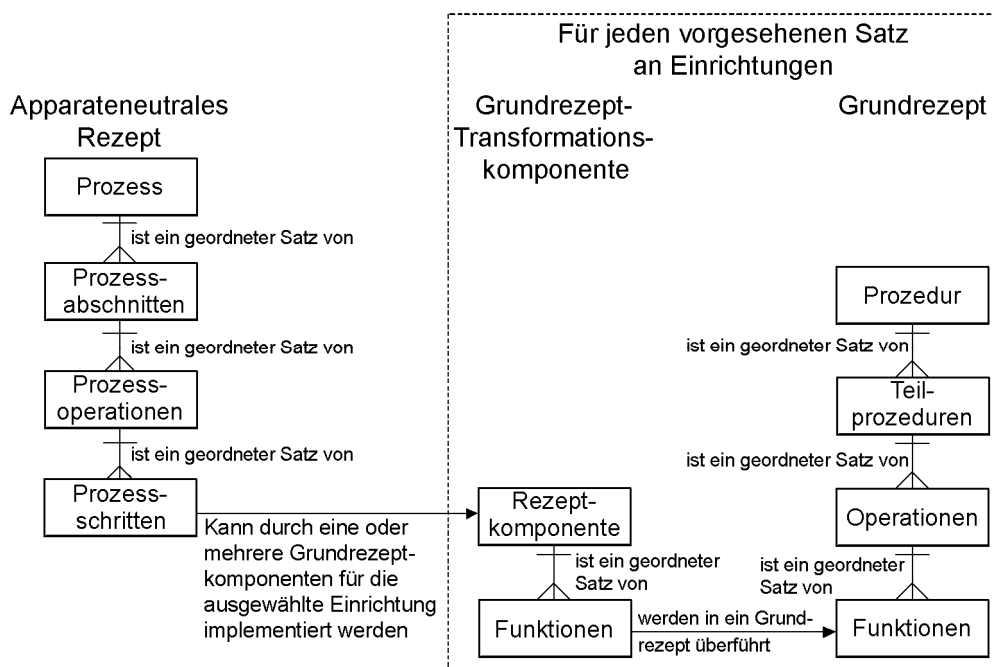 Für jeden vorgesehenen Satz
an Einrichtungen
Apparateneutrales
Rezept
Grundrezept-
Transformations-
komponente
Grundrezept
Prozess
ist ein geordneter Satz von
Prozess-
abschnitten
ist ein geordneter Satz von
Prozess-
operationen
ist ein geordneter Satz von
Prozess-
schritten
Kann durch eine oder
mehrere Grundrezept-
komponenten für die
ausgewählte Einrichtung
implementiert werden
Rezept-
komponente
ist ein geordneter
Satz von
Funktionen
werden in ein Grund-
rezept überführt
Prozedur
ist ein geordneter Satz von
Teil-
prozeduren
ist ein geordneter Satz von
Operationen
ist ein geordneter
Satz von
Funktionen